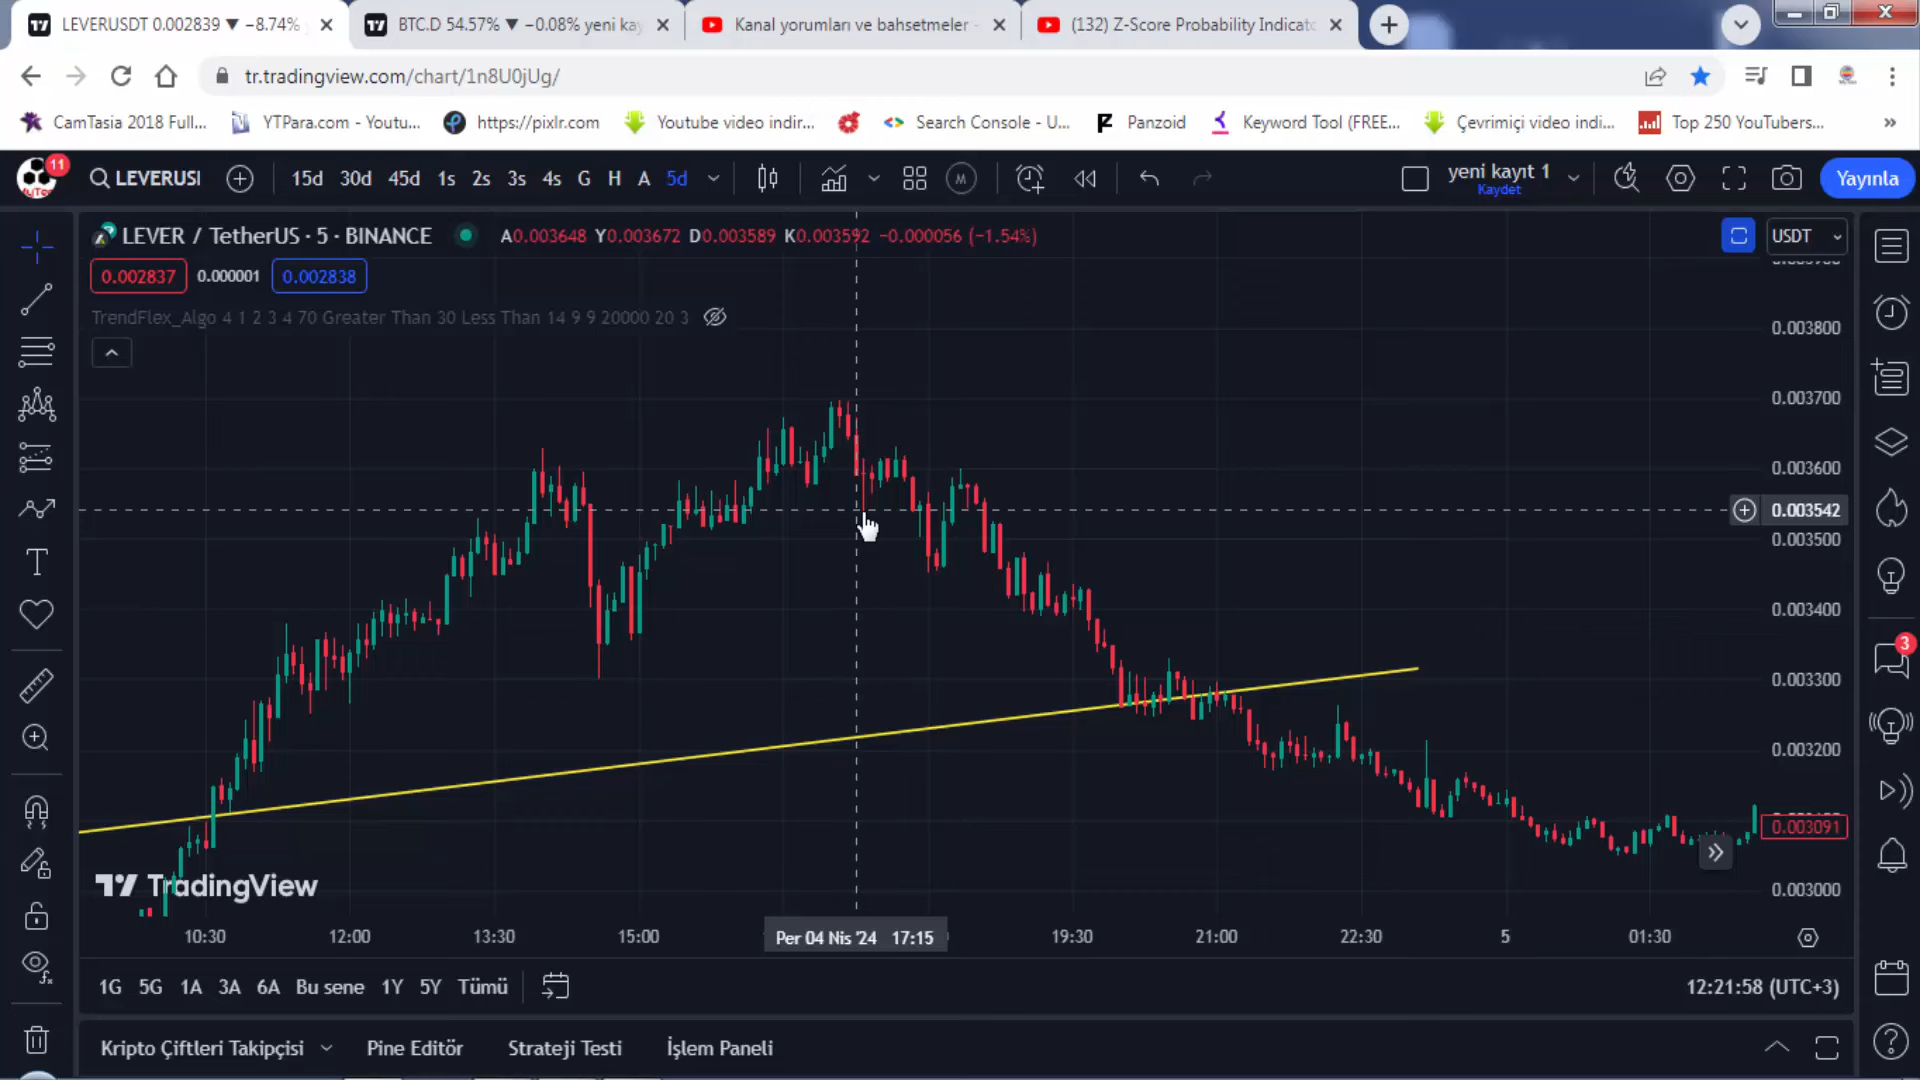 LEVERUSDT 0.002839 ▼ −8.74%
BTC.D 54.57% ▼ −0.08% yeni ka
Kanal yorumları ve bahsetmeler -
(132) Z-Score Probability Indicato
tr.tradingview.com/chart/1n8U0jUg/
CamTasia 2018 Full...
YTPara.com - Youtu...
https://pixlr.com
Youtube video indir...
Search Console - U...
Panzoid
Keyword Tool (FREE...
Çevrimiçi video indi...
Top 250 YouTubers...
»
11
LEVERUSI
15d 30d 45d 1s 2s 3s 4s G H A 5d
M
yeni kayıt 1
Kaydet
Yayınla
LEVER / TetherUS · 5 · BINANCE
A0.003648 Y0.003672 D0.003589 K0.003592 −0.000056 (−1.54%)
USDT
0.002837 0.000001 0.002838
TrendFlex_Algo 4 1 2 3 4 70 Greater Than 30 Less Than 14 9 9 20000 20 3
0.003800
0.003700
0.003600
0.003542
0.003500
0.003400
0.003300
0.003200
0.003091
0.003000
3
TradingView
10:30 12:00 13:30 15:00 Per 04 Nis '24 17:15 19:30 21:00 22:30 5 01:30
1G 5G 1A 3A 6A Bu sene 1Y 5Y Tümü
12:21:58 (UTC+3)
Kripto Çiftleri Takipçisi Pine Editör Strateji Testi İşlem Paneli